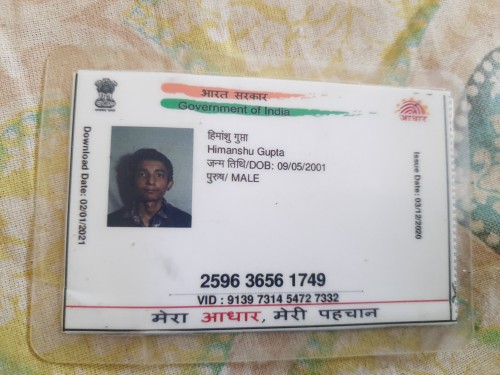 भारत सरकार
Government of India
आधार
Download Date: 02/01/2021
हिमांशु गुप्ता
Himanshu Gupta
जन्म तिथि/DOB: 09/05/2001
पुरुष/ MALE
Issue Date: 03/12/2020
2596 3656 1749
VID : 9139 7314 5472 7332
मेरा आधार, मेरी पहचान